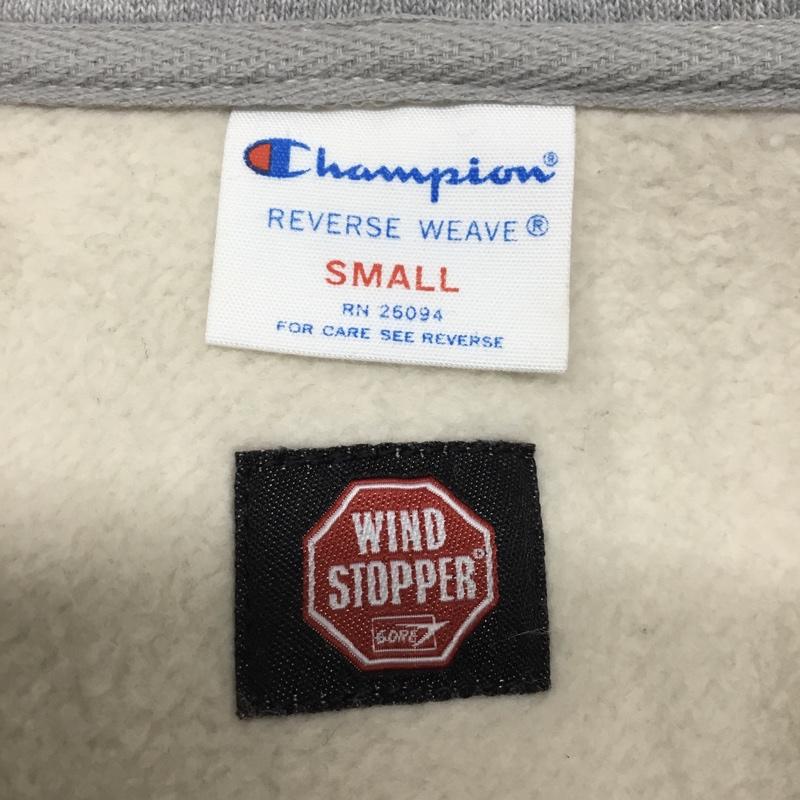 Champion®
REVERSE WEAVE®
SMALL
RN 26094
FOR CARE SEE REVERSE
WIND
STOPPER®
GORE